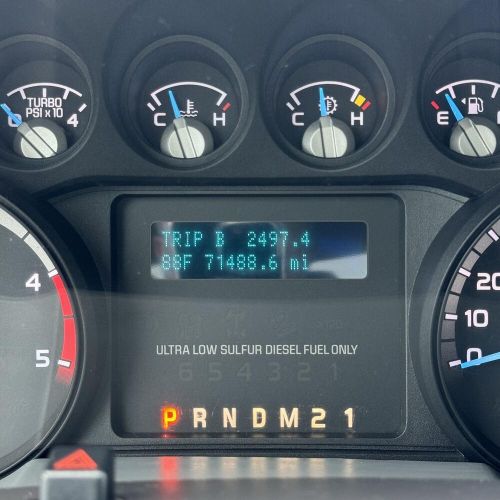 TURBO
PSI x 10
0 4
C H
C H
E F
TRIP B 2497.4
88F 71488.6 mi
4
5
20
10
0
ULTRA LOW SULFUR DIESEL FUEL ONLY
6 5 4 3 2 1
P R N D M 2 1